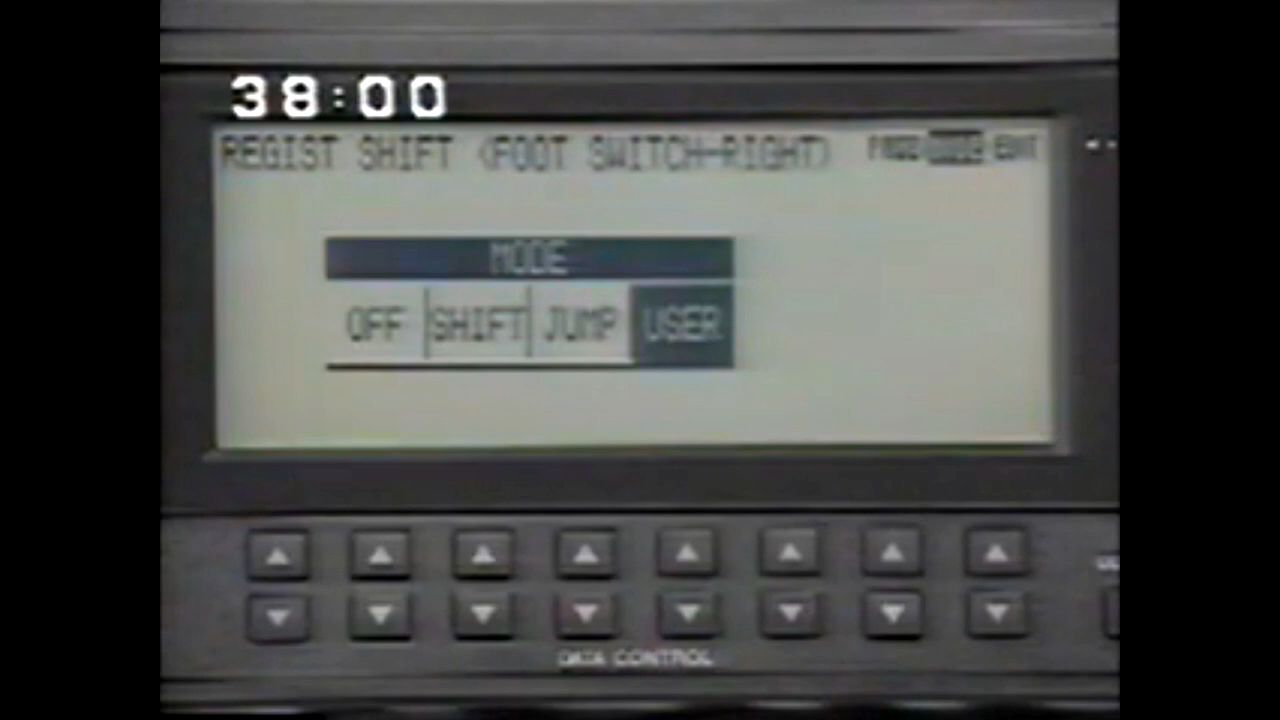 38:00
REGIST SHIFT (FOOT SWITCH-RIGHT)
MODE
OFF SHIFT JUMP USER
DATA CONTROL